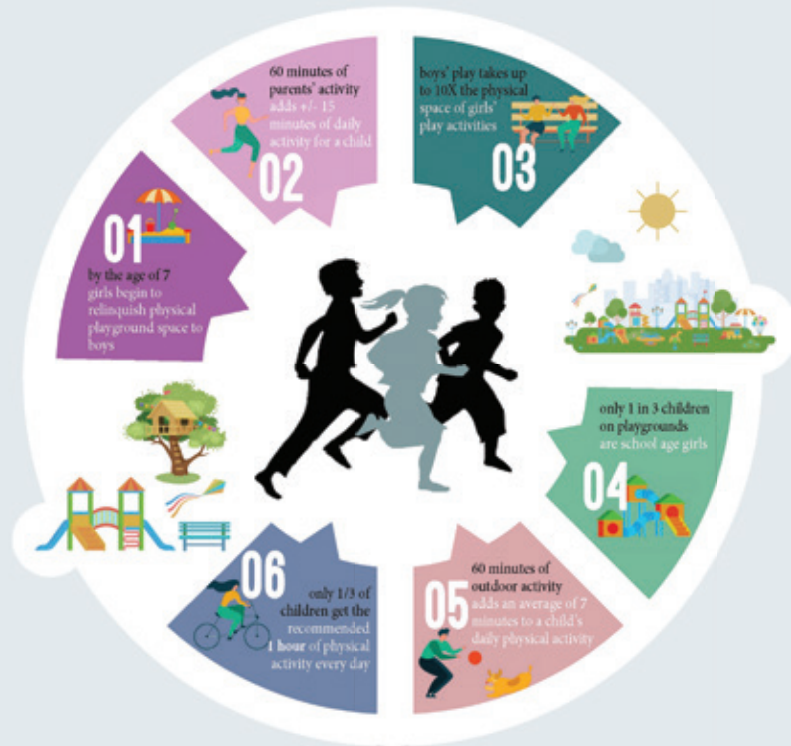 01
by the age of 7
girls begin to
relinquish physical
playground space to
boys
60 minutes of
parents' activity
adds +/- 15
minutes of daily
activity for a child
02
boys' play takes up
to 10X the physical
space of girls'
play activities
03
only 1 in 3 children
on playgrounds
are school age girls
04
60 minutes of
outdoor activity
adds an average of 7
minutes to a child's
daily physical activity
05
06
only 1/3 of
children get the
recommended
1 hour of physical
activity every day